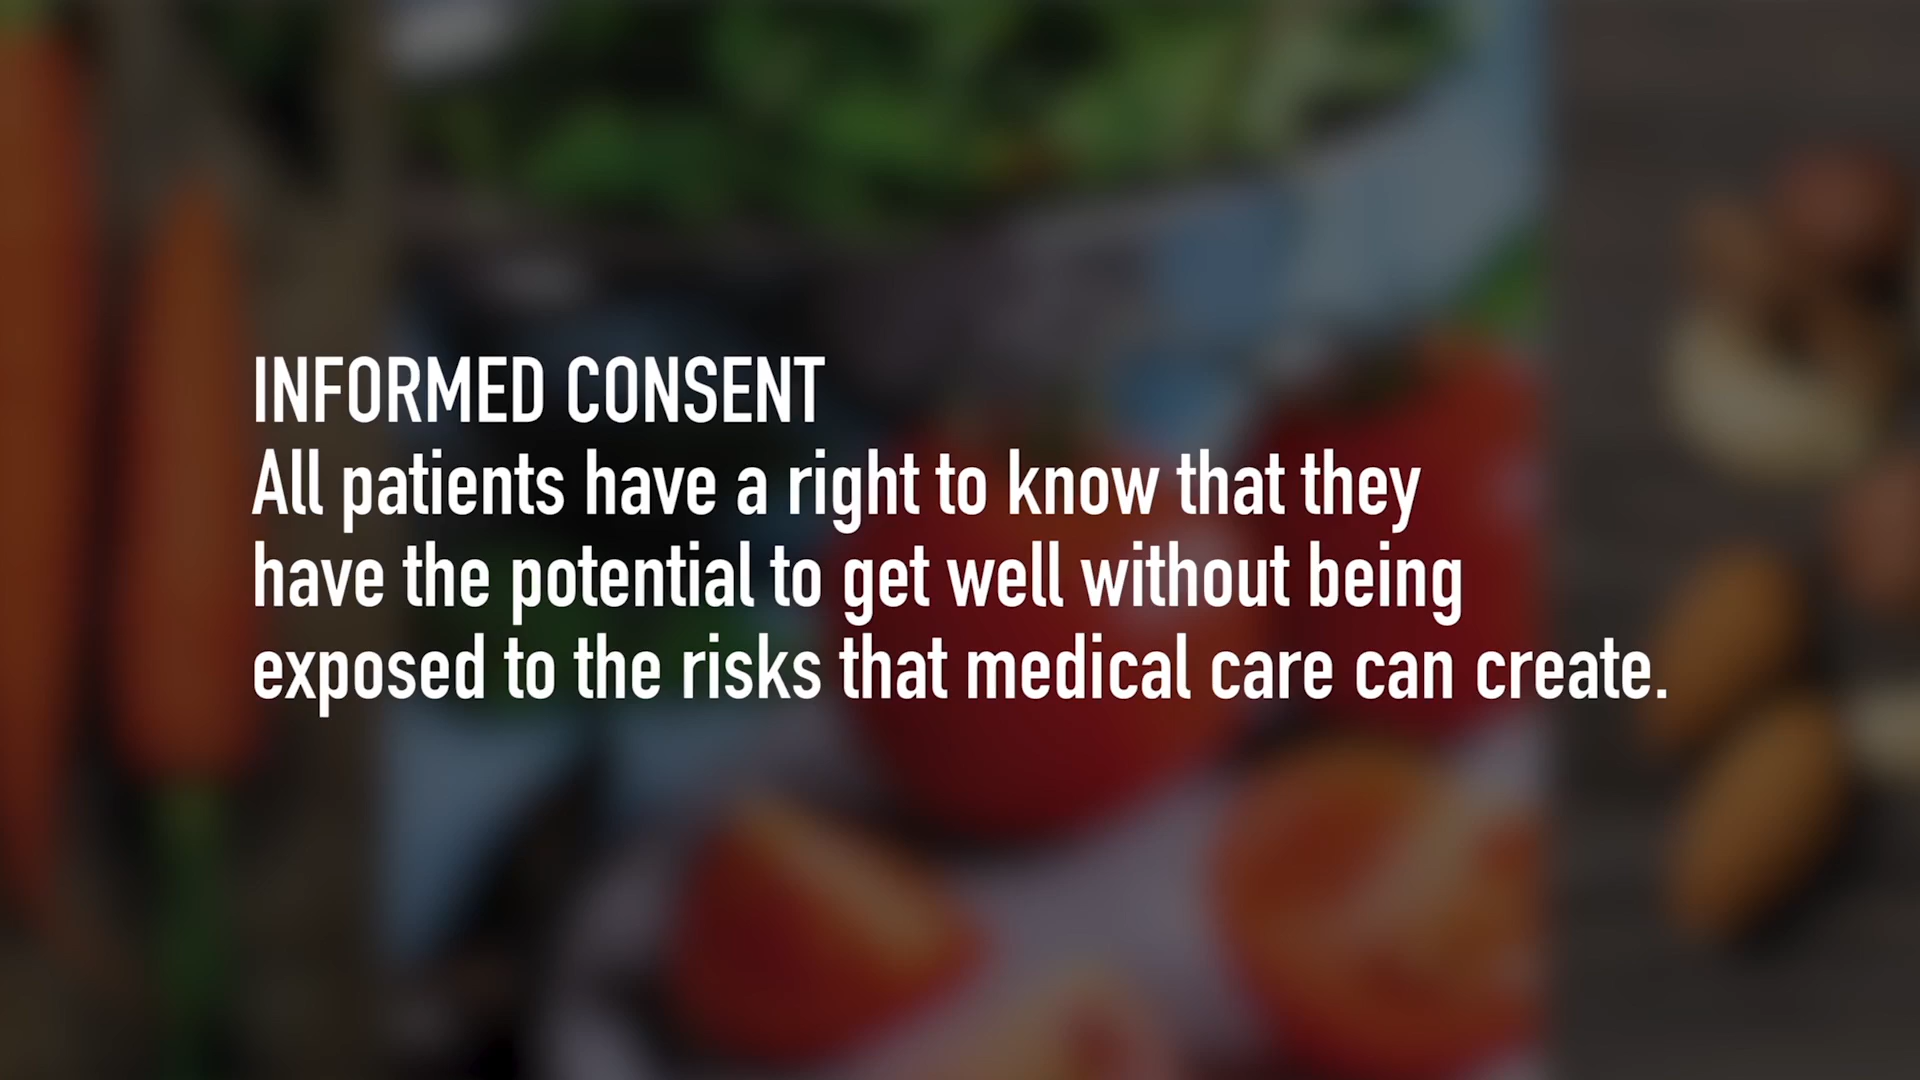 INFORMED CONSENT
All patients have a right to know that they
have the potential to get well without being
exposed to the risks that medical care can create.